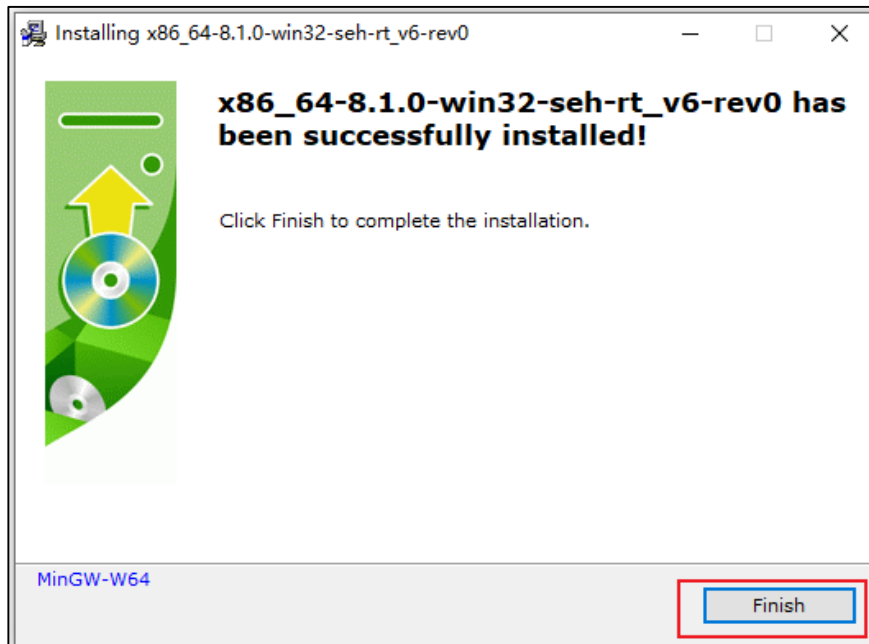 Installing x86_64-8.1.0-win32-seh-rt_v6-rev0
x86_64-8.1.0-win32-seh-rt_v6-rev0 has
been successfully installed!
Click Finish to complete the installation.
MinGW-W64
Finish